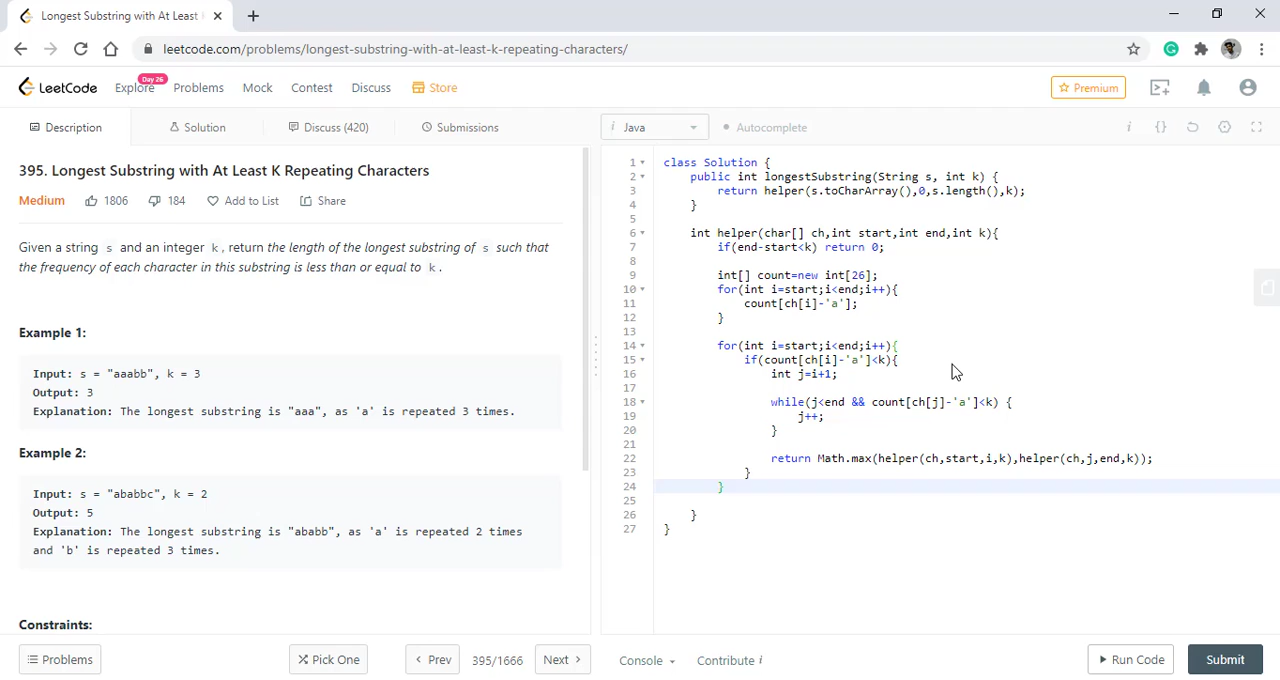 Longest Substring with At Least
leetcode.com/problems/longest-substring-with-at-least-k-repeating-characters/
LeetCode Explore Day 26 Problems Mock Contest Discuss Store Premium
Description Solution Discuss (420) Submissions
i Java Autocomplete i {}
395. Longest Substring with At Least K Repeating Characters
Medium 1806 184 Add to List Share
Given a string s and an integer k, return the length of the longest substring of s such that
the frequency of each character in this substring is less than or equal to k.
Example 1:
Input: s = "aaabb", k = 3
Output: 3
Explanation: The longest substring is "aaa", as 'a' is repeated 3 times.
Example 2:
Input: s = "ababbc", k = 2
Output: 5
Explanation: The longest substring is "ababb", as 'a' is repeated 2 times
and 'b' is repeated 3 times.
Constraints:
1 class Solution {
2 public int longestSubstring(String s, int k) {
3 return helper(s.toCharArray(),0,s.length(),k);
4 }
5
6 int helper(char[] ch,int start,int end,int k){
7 if(end-start<k) return 0;
8
9 int[] count=new int[26];
10 for(int i=start;i<end;i++){
11 count[ch[i]-'a'];
12 }
13
14 for(int i=start;i<end;i++){
15 if(count[ch[i]-'a']<k){
16 int j=i+1;
17
18 while(j<end && count[ch[j]-'a']<k) {
19 j++;
20 }
21
22 return Math.max(helper(ch,start,i,k),helper(ch,j,end,k));
23 }
24 }
25
26 }
27 }
Problems Pick One Prev 395/1666 Next Console Contribute i Run Code Submit